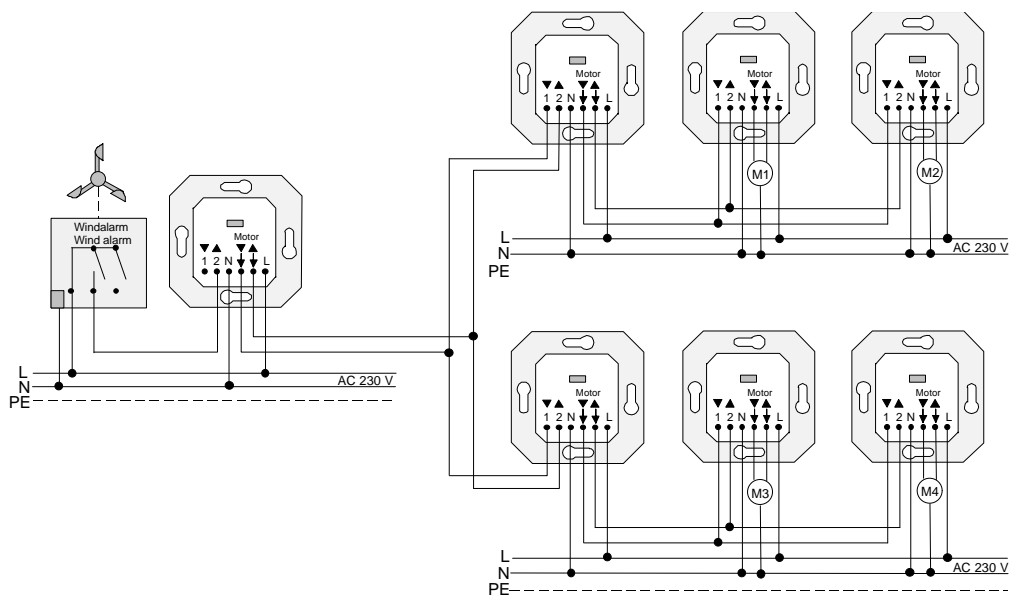 Motor
▼ ▲ ▼ ▲
1 2 N L
Motor
▼ ▲ ▼ ▲
1 2 N L
Motor
▼ ▲ ▼ ▲
1 2 N L
M1
M2
L
N
PE
AC 230 V
Windalarm
Wind alarm
Motor
▼ ▲ ▼ ▲
1 2 N L
L
N
PE
AC 230 V
Motor
▼ ▲ ▼ ▲
1 2 N L
Motor
▼ ▲ ▼ ▲
1 2 N L
Motor
▼ ▲ ▼ ▲
1 2 N L
M3
M4
L
N
PE
AC 230 V